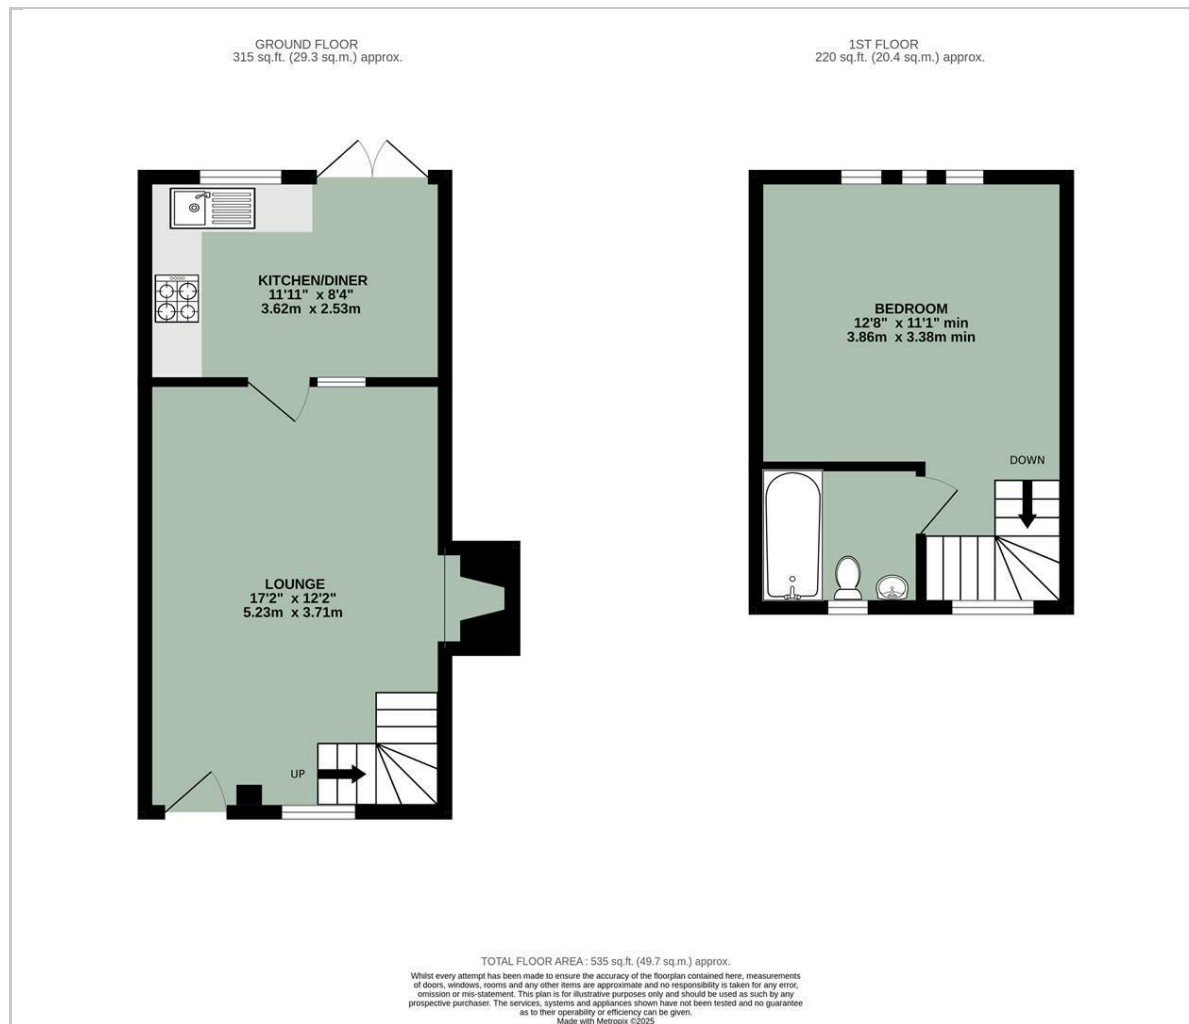 GROUND FLOOR
315 sq.ft. (29.3 sq.m.) approx.
1ST FLOOR
220 sq.ft. (20.4 sq.m.) approx.
KITCHEN/DINER
11'11" x 8'4"
3.62m x 2.53m
LOUNGE
17'2" x 12'2"
5.23m x 3.71m
UP
BEDROOM
12'8" x 11'1" min
3.86m x 3.38m min
DOWN
TOTAL FLOOR AREA : 535 sq.ft. (49.7 sq.m.) approx.
Whilst every attempt has been made to ensure the accuracy of the floorplan contained here, measurements
of doors, windows, rooms and any other items are approximate and no responsibility is taken for any error,
omission or mis-statement. This plan is for illustrative purposes only and should be used as such by any
prospective purchaser. The services, systems and appliances shown have not been tested and no guarantee
as to their operability or efficiency can be given.
Made with Metropix ©2025